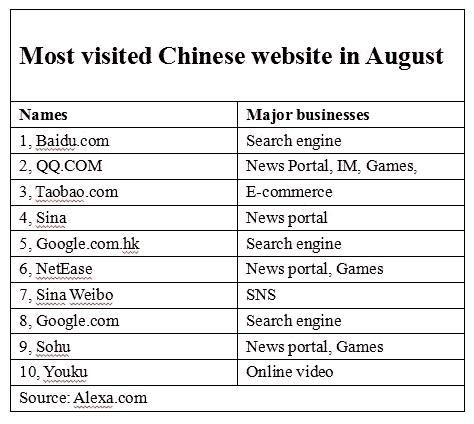 Most visited Chinese website in August
Names Major businesses
1, Baidu.com Search engine
2, QQ.COM News Portal, IM, Games,
3, Taobao.com E-commerce
4, Sina News portal
5, Google.com.hk Search engine
6, NetEase News portal, Games
7, Sina Weibo SNS
8, Google.com Search engine
9, Sohu News portal, Games
10, Youku Online video
Source: Alexa.com